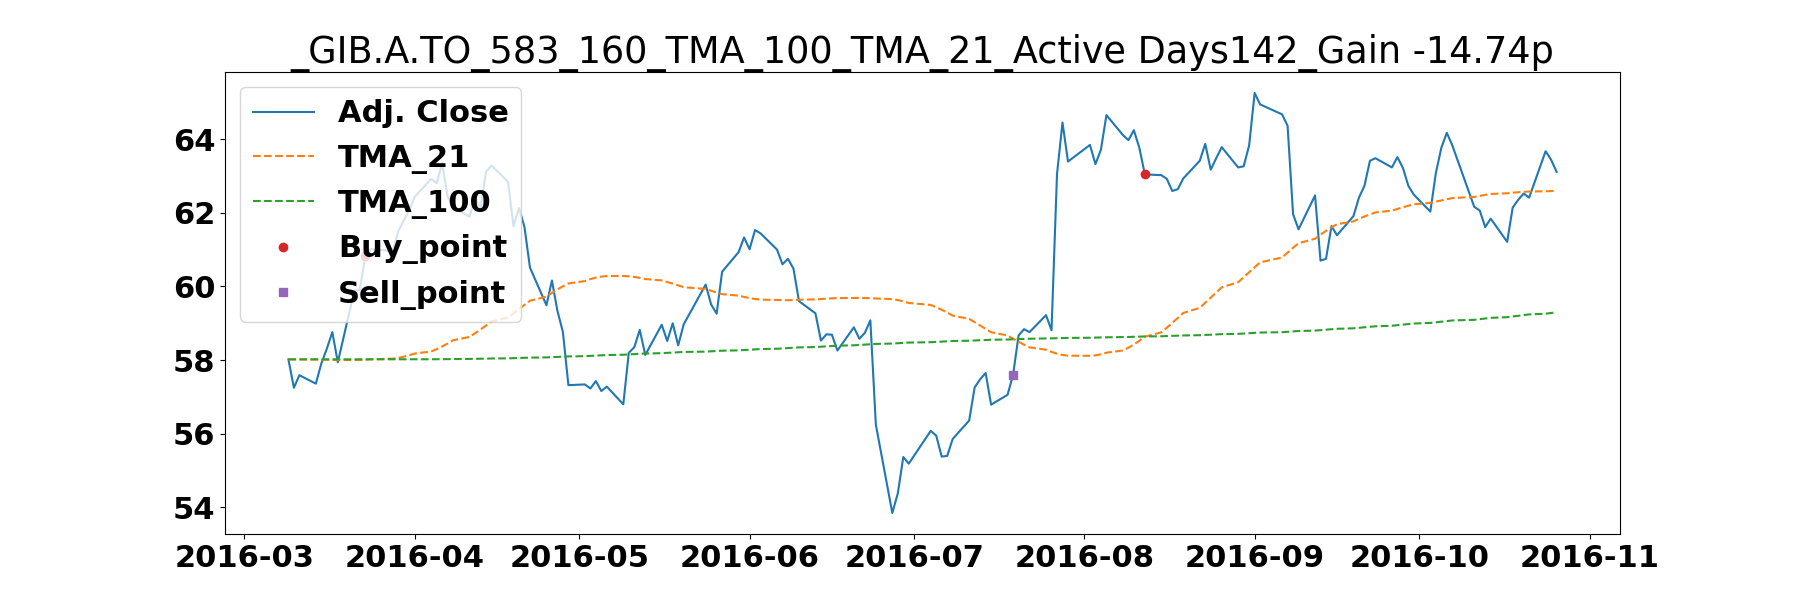 _GIB.A.TO_583_160_TMA_100_TMA_21_Active Days142_Gain -14.74p
Adj. Close
TMA_21
TMA_100
Buy_point
Sell_point
64
62
60
58
56
54
2016-03 2016-04 2016-05 2016-06 2016-07 2016-08 2016-09 2016-10 2016-11